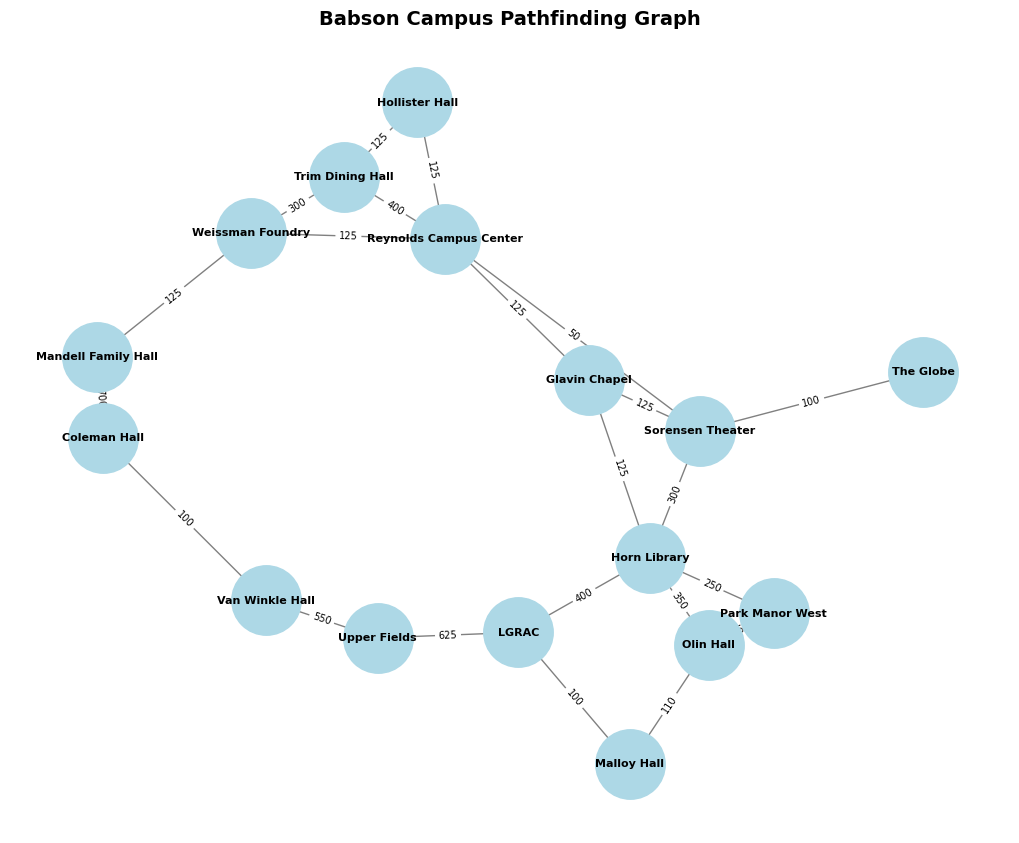 Babson Campus Pathfinding Graph
Hollister Hall
125
125
Trim Dining Hall
300
400
Weissman Foundry
125
Reynolds Campus Center
125
125
50
Mandell Family Hall
The Globe
Glavin Chapel
100
125
Sorensen Theater
Coleman Hall
125
300
100
Horn Library
250
400
350
Van Winkle Hall
Park Manor West
550
Upper Fields
625
LGRAC
Olin Hall
100
110
Malloy Hall